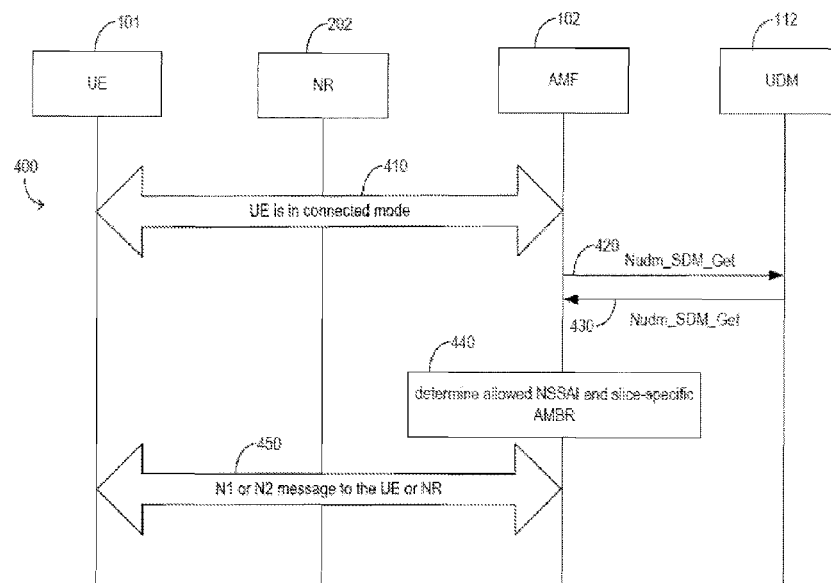 101
202
102
112
UE
NR
AMF
UDM
400
410
UE is in connected mode
420
Nudm_SDM_Get
430
Nudm_SDM_Get
440
determine allowed NSSAI and slice-specific
AMBR
450
N1 or N2 message to the UE or NR